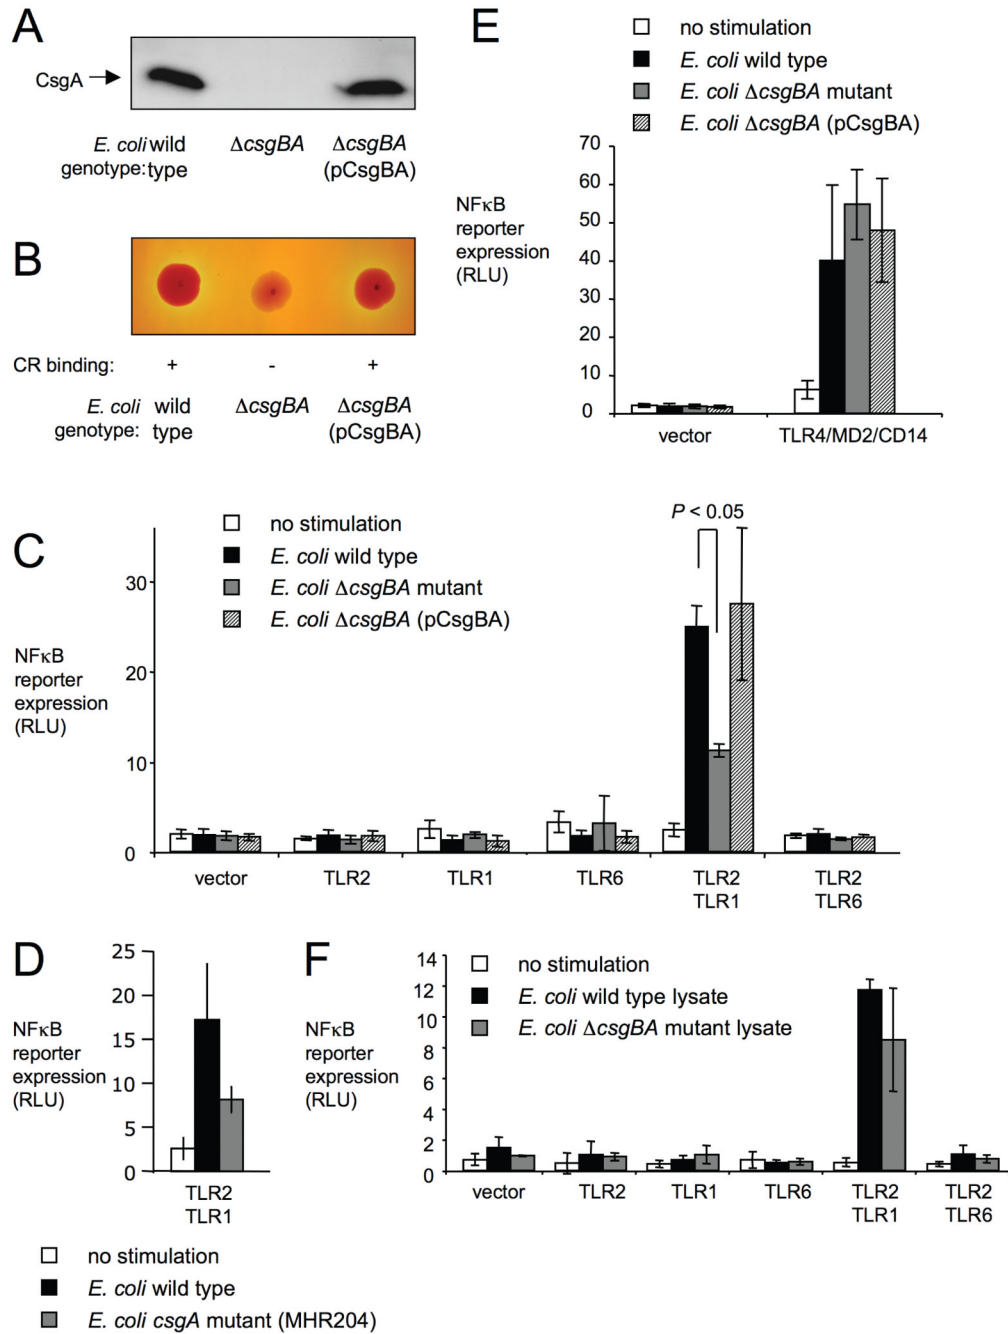 A
CsgA
E. coli wild ΔcsgBA ΔcsgBA
genotype: type (pCsgBA)
B
CR binding: + - +
E. coli wild ΔcsgBA ΔcsgBA
genotype: type (pCsgBA)
E
no stimulation
E. coli wild type
E. coli ΔcsgBA mutant
E. coli ΔcsgBA (pCsgBA)
NFκB
reporter
expression
(RLU)
70
60
50
40
30
20
10
0
vector TLR4/MD2/CD14
C
no stimulation
E. coli wild type
E. coli ΔcsgBA mutant
E. coli ΔcsgBA (pCsgBA)
P < 0.05
NFκB
reporter
expression
(RLU)
30
20
10
0
vector TLR2 TLR1 TLR6 TLR2 TLR2
TLR1 TLR6
D
NFκB
reporter
expression
(RLU)
25
20
15
10
5
0
TLR2
TLR1
no stimulation
E. coli wild type
E. coli csgA mutant (MHR204)
F
no stimulation
E. coli wild type lysate
E. coli ΔcsgBA mutant lysate
NFκB
reporter
expression
(RLU)
14
12
10
8
6
4
2
0
vector TLR2 TLR1 TLR6 TLR2 TLR2
TLR1 TLR6